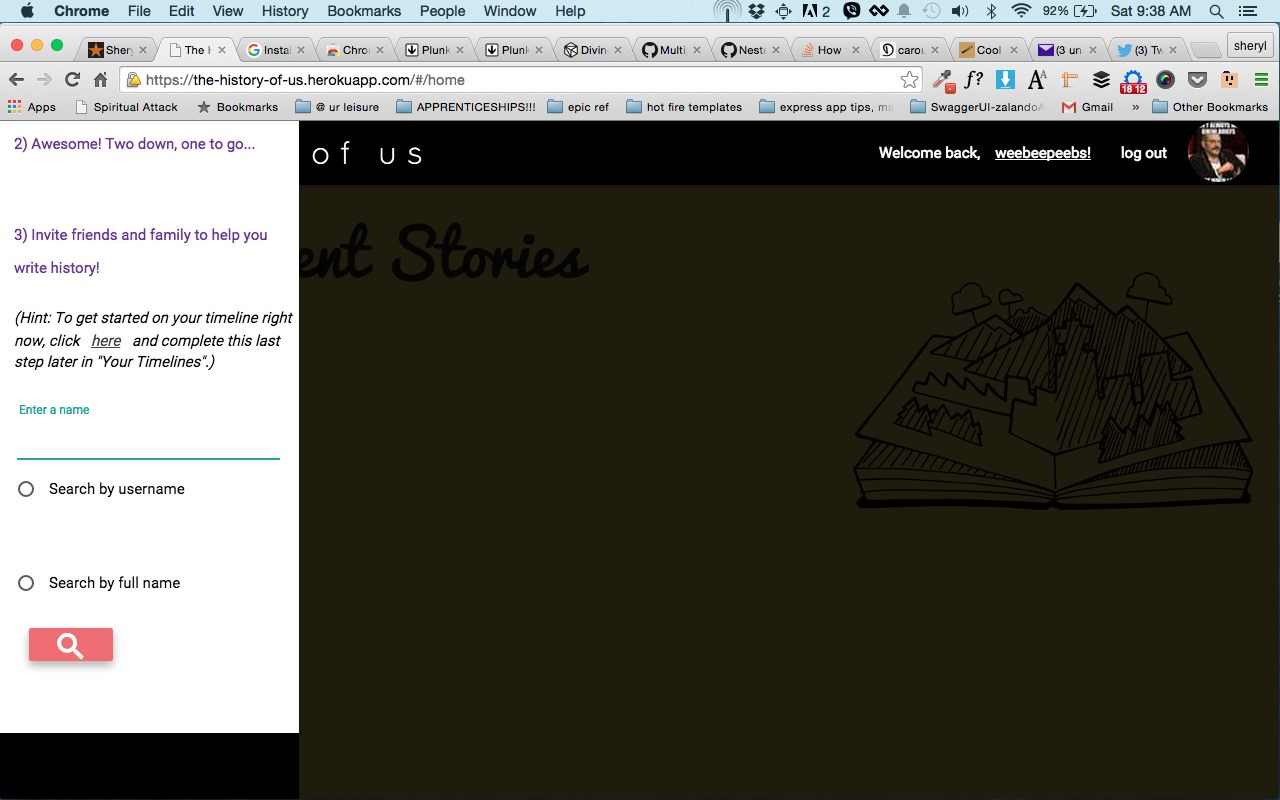 Chrome File Edit View History Bookmarks People Window Help 2 92% Sat 9:38 AM
Sher The H Instal Chro Plunk Plunk Divin Multi Nest How carou Cool (3 un (3) Tw sheryl
https://the-history-of-us.herokuapp.com/#/home f? A 18 12
Apps Spiritual Attack Bookmarks @ ur leisure APPRENTICESHIPS!!! epic ref hot fire templates express app tips, ma SwaggerUI-zalando Gmail » Other Bookmarks
of us
Welcome back, weebeepeebs! log out
2) Awesome! Two down, one to go...
3) Invite friends and family to help you
write history!
(Hint: To get started on your timeline right
now, click here and complete this last
step later in "Your Timelines".)
Enter a name
Search by username
Search by full name
ent Stories